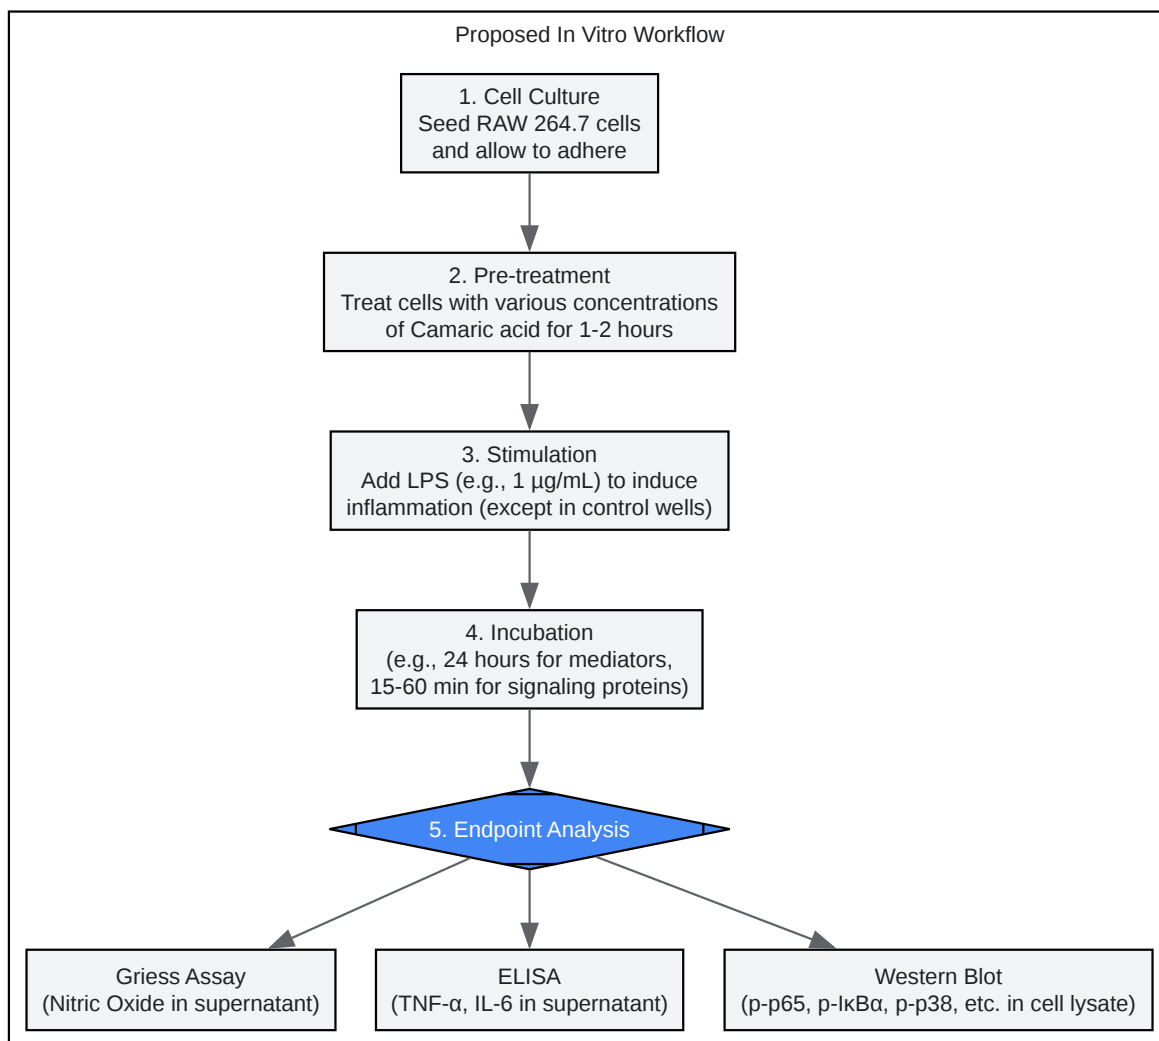 Proposed In Vitro Workflow
1. Cell Culture
Seed RAW 264.7 cells
and allow to adhere
2. Pre-treatment
Treat cells with various concentrations
of Camaric acid for 1-2 hours
3. Stimulation
Add LPS (e.g., 1 µg/mL) to induce
inflammation (except in control wells)
4. Incubation
(e.g., 24 hours for mediators,
15-60 min for signaling proteins)
5. Endpoint Analysis
Griess Assay
(Nitric Oxide in supernatant)
ELISA
(TNF-α, IL-6 in supernatant)
Western Blot
(p-p65, p-IκBα, p-p38, etc. in cell lysate)